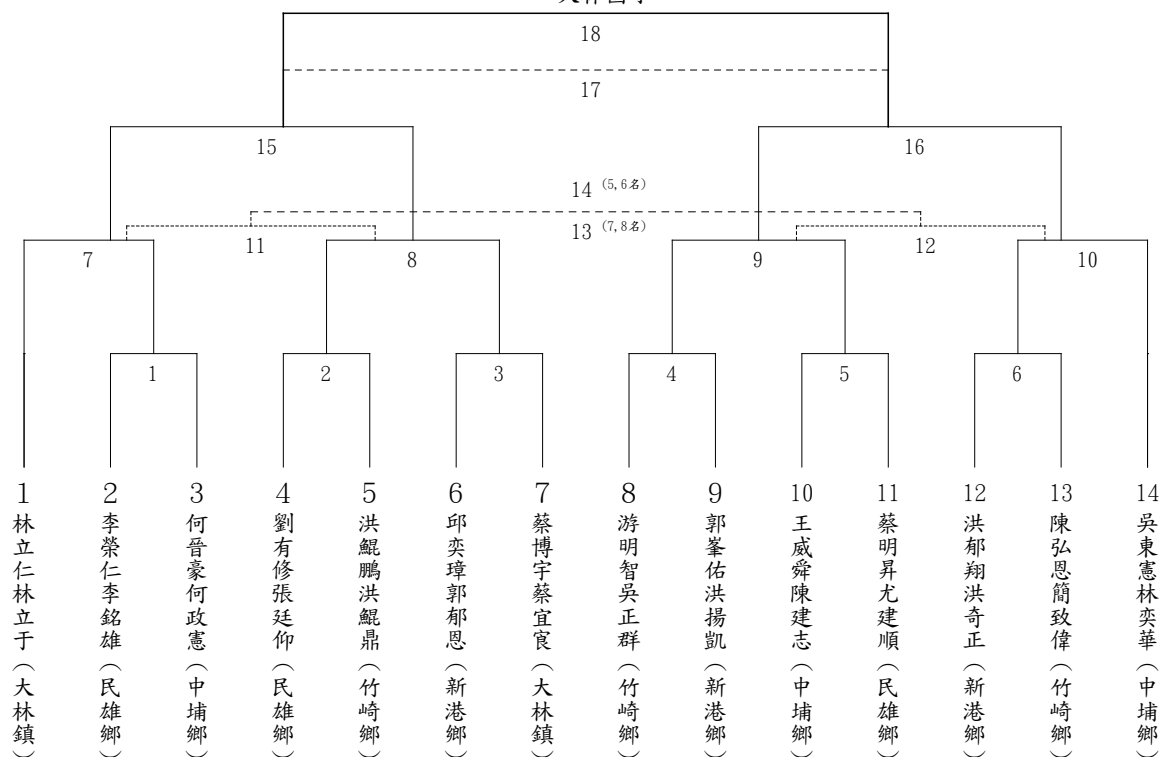 18
17
15
16
14 (5,6名)
13 (7,8名)
11
12
7
8
9
10
1
2
3
4
5
6
1 林立仁林立于(大林鎮)
2 李榮仁李銘雄(民雄鄉)
3 何晉豪何政憲(中埔鄉)
4 劉有修張廷仰(民雄鄉)
5 洪鯤鵬洪鯤鼎(竹崎鄉)
6 邱奕璋郭郁恩(新港鄉)
7 蔡博宇蔡宜宸(大林鎮)
8 游明智吳正群(竹崎鄉)
9 郭峯佑洪揚凱(新港鄉)
10 王威舜陳建志(中埔鄉)
11 蔡明昇尤建順(民雄鄉)
12 洪郁翔洪奇正(新港鄉)
13 陳弘恩簡致偉(竹崎鄉)
14 吳東憲林奕華(中埔鄉)